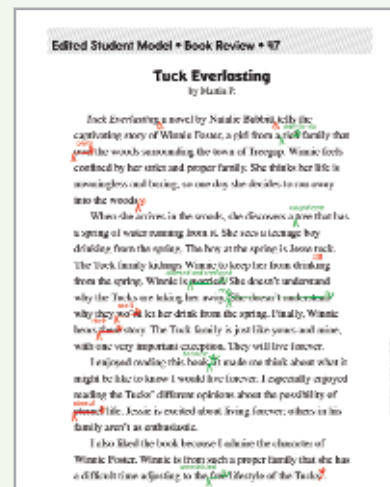 Edited Student Model • Book Review • 47
Tuck Everlasting
by Martin P.
Tuck Everlasting a novel by Natalie Babbitt tells the
captivating story of Winnie Foster, a girl from a rich family that
the woods surrounding the town of Treegap. Winnie feels
confined by her strict and proper family. She thinks her life is
meaningless and boring, so one day she decides to run away
into the woods
When she arrives in the woods, she discovers a tree that has
a spring of water running from it. She sees a teenage boy
drinking from the spring. The boy at the spring is Jesse tuck.
The Tuck family kidnaps Winnie to keep her from drinking
from the spring. Winnie is worried. She doesn't understand
why the Tucks are taking her away. She doesn't understand
why they let her drink from the spring. Finally, Winnie
hears story. The Tuck family is just like yours and mine,
with one very important exception. They will live forever.
I enjoyed reading this book it made me think about what it
might be like to know I would live forever. I especially enjoyed
reading the Tucks' different opinions about the possibility of
life. Jessie is excited about living forever; others in his
family aren't as enthusiastic.
I also liked the book because I admire the character of
Winnie Foster. Winnie is from such a proper family that she has
a difficult time adjusting to the lifestyle of the Tucks